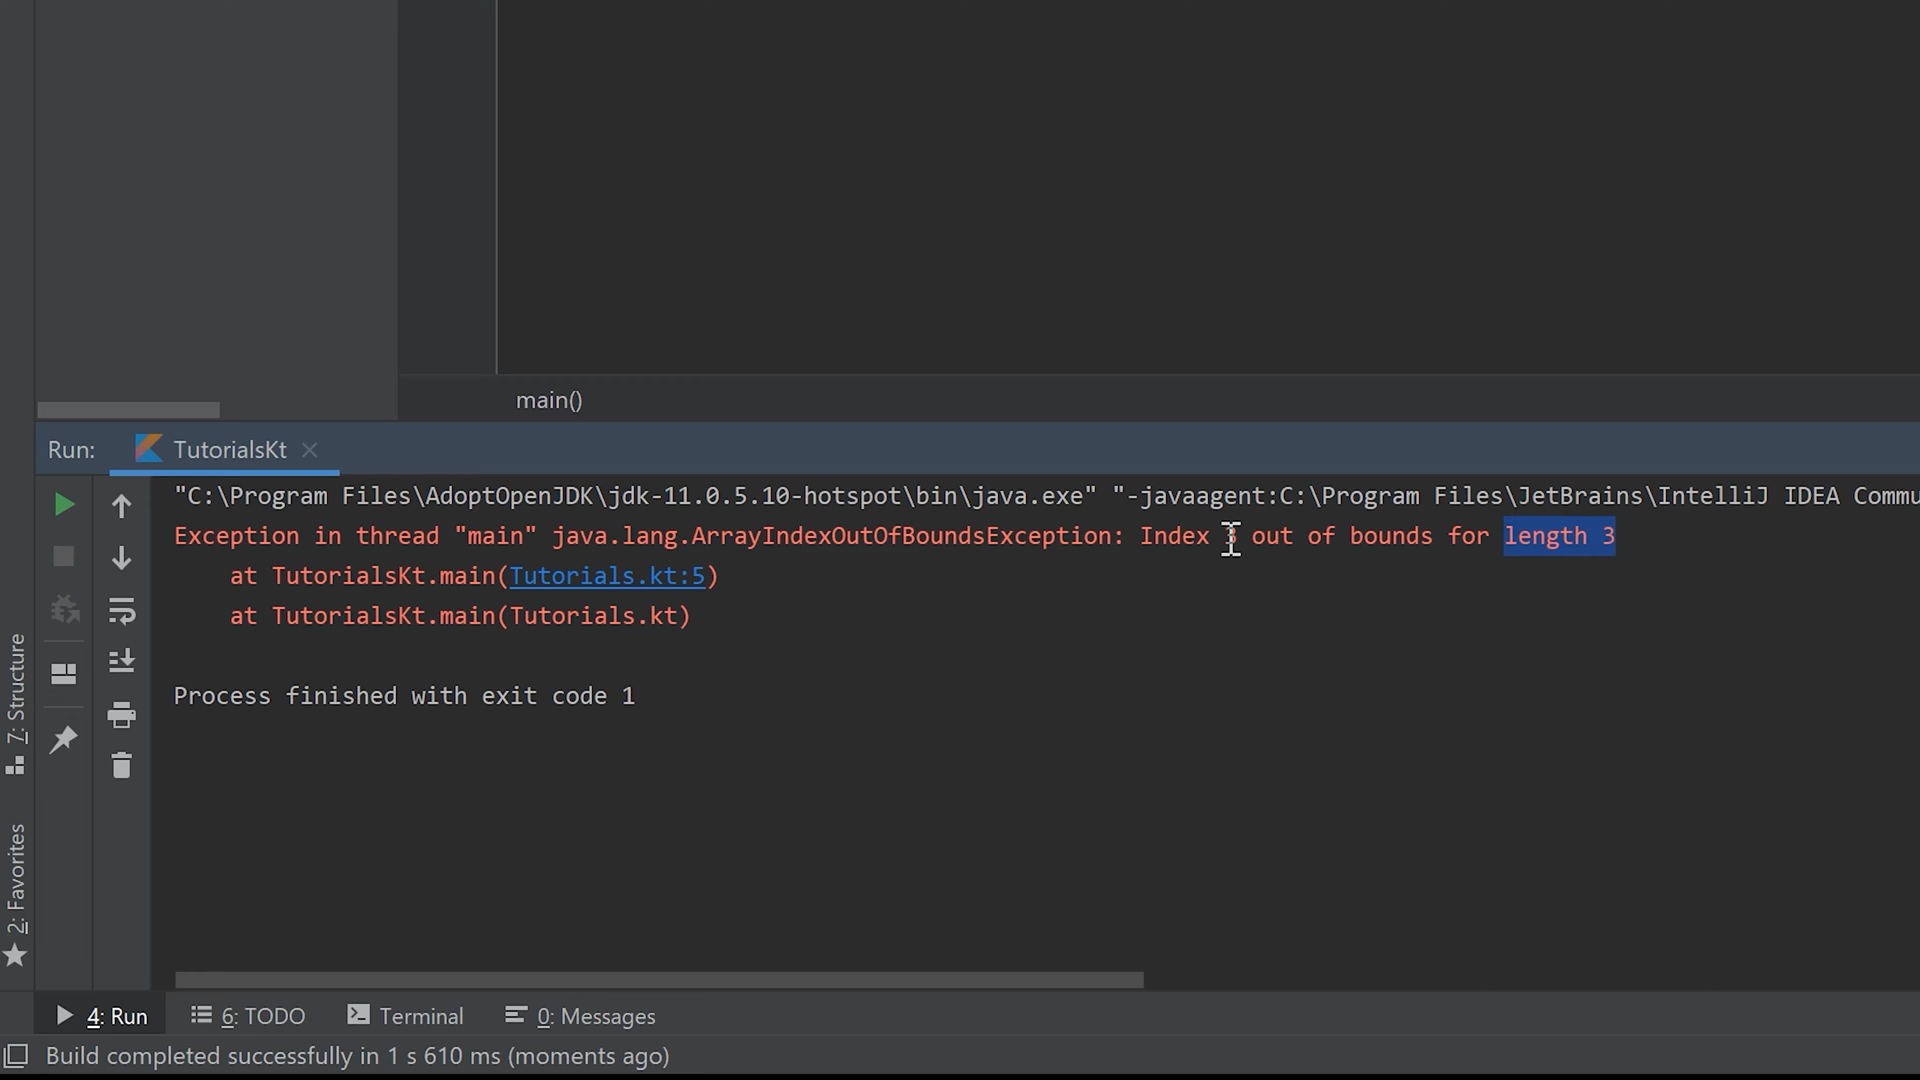 main()
Run: TutorialsKt
"C:\Program Files\AdoptOpenJDK\jdk-11.0.5.10-hotspot\bin\java.exe" "-javaagent:C:\Program Files\JetBrains\IntelliJ IDEA Commu
Exception in thread "main" java.lang.ArrayIndexOutOfBoundsException: Index 3 out of bounds for length 3
at TutorialsKt.main(Tutorials.kt:5)
at TutorialsKt.main(Tutorials.kt)
Process finished with exit code 1
7: Structure
2: Favorites
4: Run 6: TODO Terminal 0: Messages
Build completed successfully in 1 s 610 ms (moments ago)